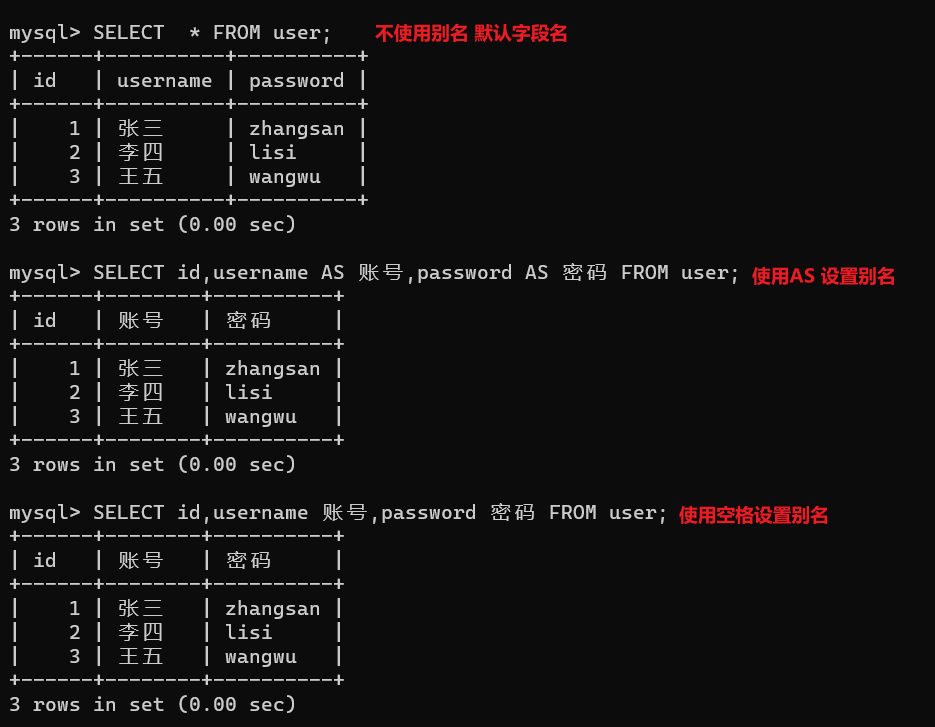 mysql> SELECT  * FROM user;    不使用别名 默认字段名
+------+----------+----------+
| id   | username | password |
+------+----------+----------+
|    1 | 张三     | zhangsan |
|    2 | 李四     | lisi     |
|    3 | 王五     | wangwu   |
+------+----------+----------+
3 rows in set (0.00 sec)
mysql> SELECT id,username AS 账号,password AS 密码 FROM user; 使用AS 设置别名
+------+--------+----------+
| id   | 账号   | 密码     |
+------+--------+----------+
|    1 | 张三   | zhangsan |
|    2 | 李四   | lisi     |
|    3 | 王五   | wangwu   |
+------+--------+----------+
3 rows in set (0.00 sec)
mysql> SELECT id,username 账号,password 密码 FROM user; 使用空格设置别名
+------+--------+----------+
| id   | 账号   | 密码     |
+------+--------+----------+
|    1 | 张三   | zhangsan |
|    2 | 李四   | lisi     |
|    3 | 王五   | wangwu   |
+------+--------+----------+
3 rows in set (0.00 sec)